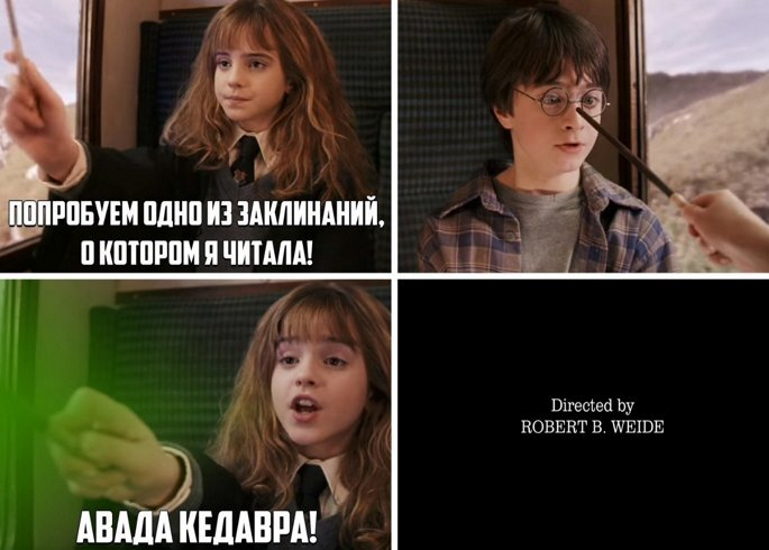 ПОПРОБУЕМ ОДНО ИЗ ЗАКЛИНАНИЙ,
О КОТОРОМ Я ЧИТАЛА!
АВАДА КЕДАВРА!
Directed by
ROBERT B. WEIDE